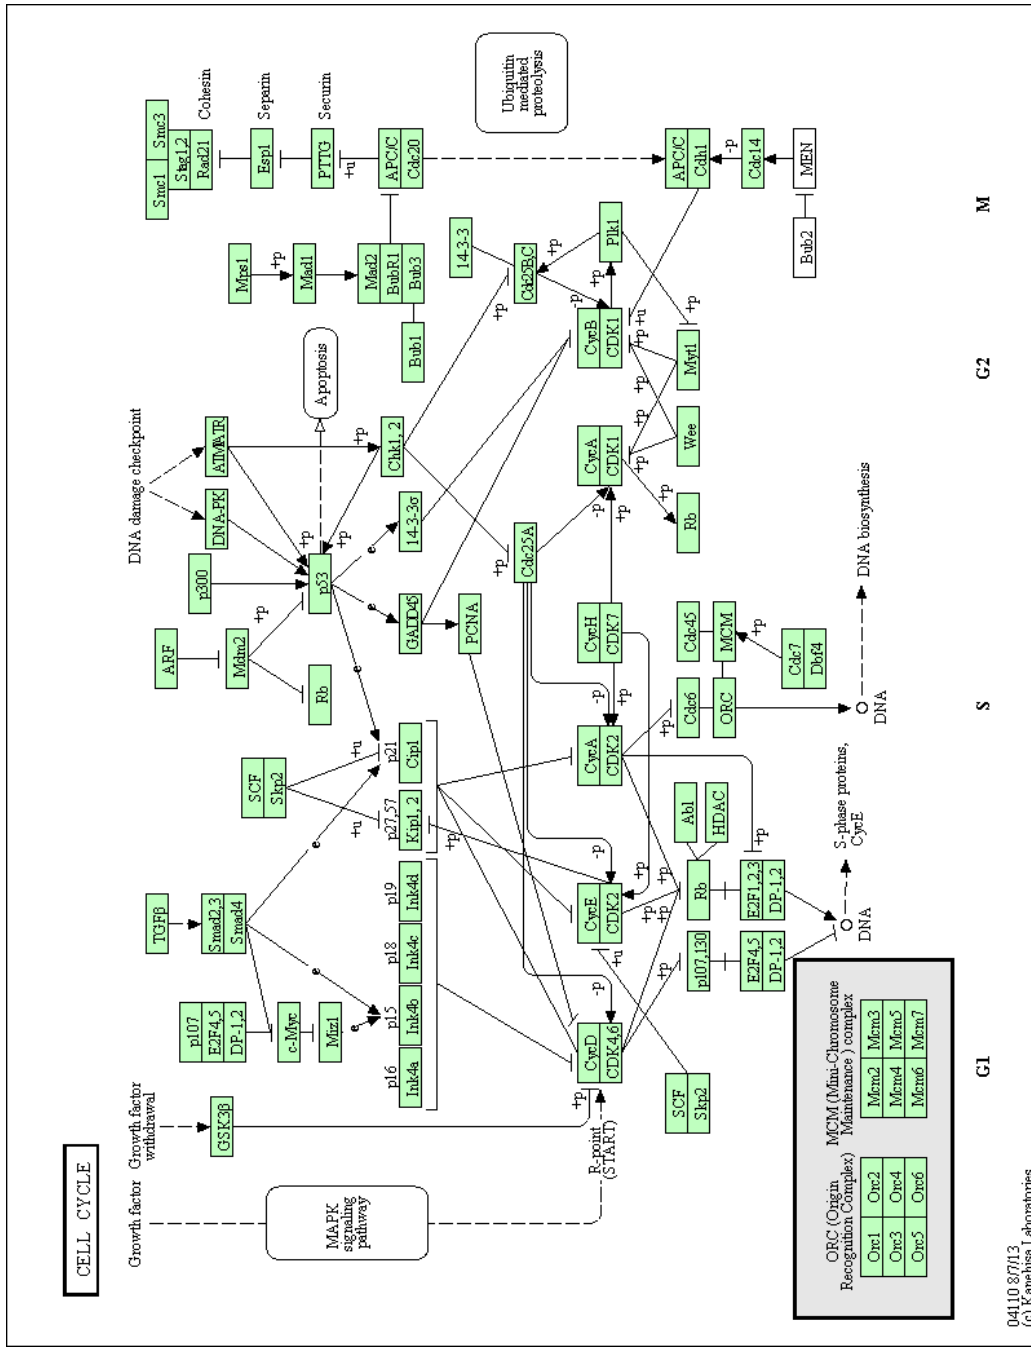 CELL CYCLE
Growth factor
Growth factor
withdrawal
MAPK
signaling
pathway
GSK3β
R-point
(START)
TGFβ
Smad2,3
Smad4
p107
E2F4,5
DP-1,2
c-Myc
Miz1
e
e
e
p16
p15
p18
p19
Ink4a
Ink4b
Ink4c
Ink4d
p27,57
Kip1, 2
p21
Cip1
SCF
Skp2
+u
+u
ARF
Mdm2
Rb
+p
p300
DNA damage checkpoint
DNA-PK
ATMATR
p53
+p
+p
+p
Apoptosis
e
e
e
GADD45
14-3-3σ
PCNA
Chk1, 2
Mps1
+p
Mad1
Mad2
BubR1
Bub3
Bub1
Smc1
Smc3
Stag1,2
Rad21
Cohesin
Esp1
Separin
PTTG
Securin
+u
APC/C
Cdc20
Ubiquitin
mediated
proteolysis
14-3-3
Cdc25B,C
+p
+p
Cdc25A
+p
CycD
CDK4,6
+p
-p
CycE
CDK2
-p
+p
+u
+p
CycA
CDK2
-p
+p
CycH
CDK7
CycA
CDK1
-p
+p
+p
+p
CycB
CDK1
-p
+p
+p
+u
Plk1
+p
Myt1
Wee
Rb
+p
APC/C
Cdh1
-p
Cdc14
MEN
Bub2
SCF
Skp2
p107,130
+p
E2F4,5
DP-1,2
Rb
+p
+p
Abl
HDAC
E2F1,2,3
DP-1,2
+p
DNA
S-phase proteins,
CycE
Cdc6
+p
ORC
Cdc45
MCM
+p
Cdc7
Dbf4
DNA
DNA biosynthesis
ORC (Origin
Recognition Complex)
Orc1
Orc2
Orc3
Orc4
Orc5
Orc6
MCM (Mini-Chromosome
Maintenance ) complex
Mcm2
Mcm3
Mcm4
Mcm5
Mcm6
Mcm7
G1
S
G2
M
04110 8/7/13
(c) Kanehisa Laboratories